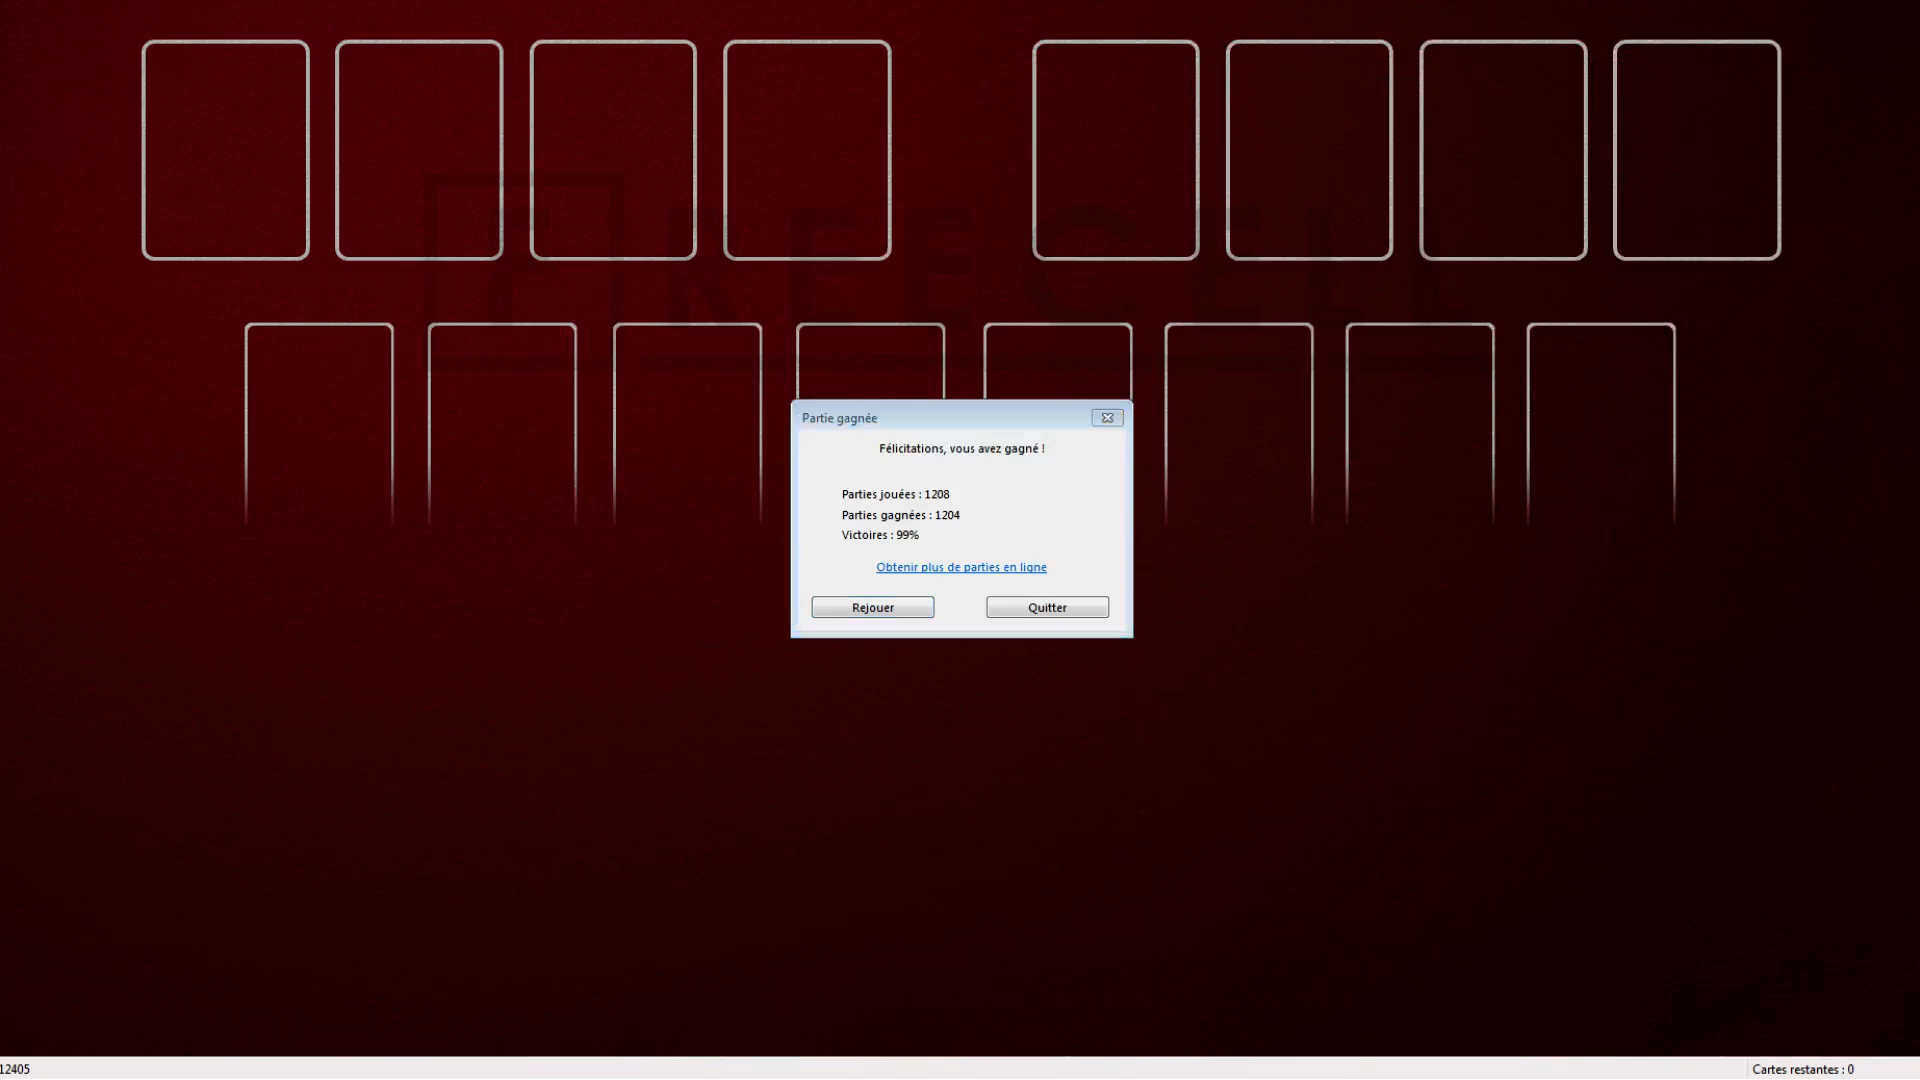 FREECELL
Partie gagnée
Félicitations, vous avez gagné !
Parties jouées : 1208
Parties gagnées : 1204
Victoires : 99%
Obtenir plus de parties en ligne
Rejouer
Quitter
12405
Cartes restantes : 0